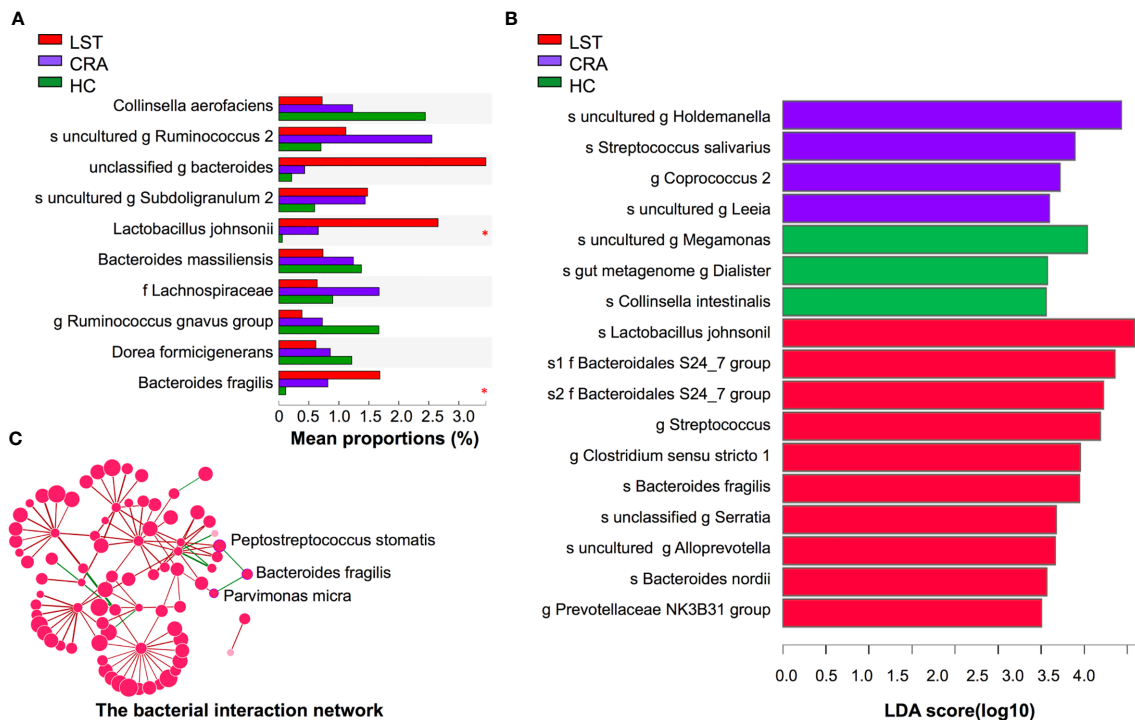 A
LST
CRA
HC
Collinsella aerofaciens
s uncultured g Ruminococcus 2
unclassified g bacteroides
s uncultured g Subdoligranulum 2
Lactobacillus johnsonii
*
Bacteroides massiliensis
f Lachnospiraceae
g Ruminococcus gnavus group
Dorea formicigenerans
Bacteroides fragilis
*
0 0.5 1.0 1.5 2.0 2.5 3.0
Mean proportions (%)
B
LST
CRA
HC
s uncultured g Holdemanella
s Streptococcus salivarius
g Coprococcus 2
s uncultured g Leeia
s uncultured g Megamonas
s gut metagenome g Dialister
s Collinsella intestinalis
s Lactobacillus johnsonil
s1 f Bacteroidales S24_7 group
s2 f Bacteroidales S24_7 group
g Streptococcus
g Clostridium sensu stricto 1
s Bacteroides fragilis
s unclassified g Serratia
s uncultured g Alloprevotella
s Bacteroides nordii
g Prevotellaceae NK3B31 group
0.0 0.5 1.0 1.5 2.0 2.5 3.0 3.5 4.0
LDA score(log10)
C
Peptostreptococcus stomatis
Bacteroides fragilis
Parvimonas micra
The bacterial interaction network